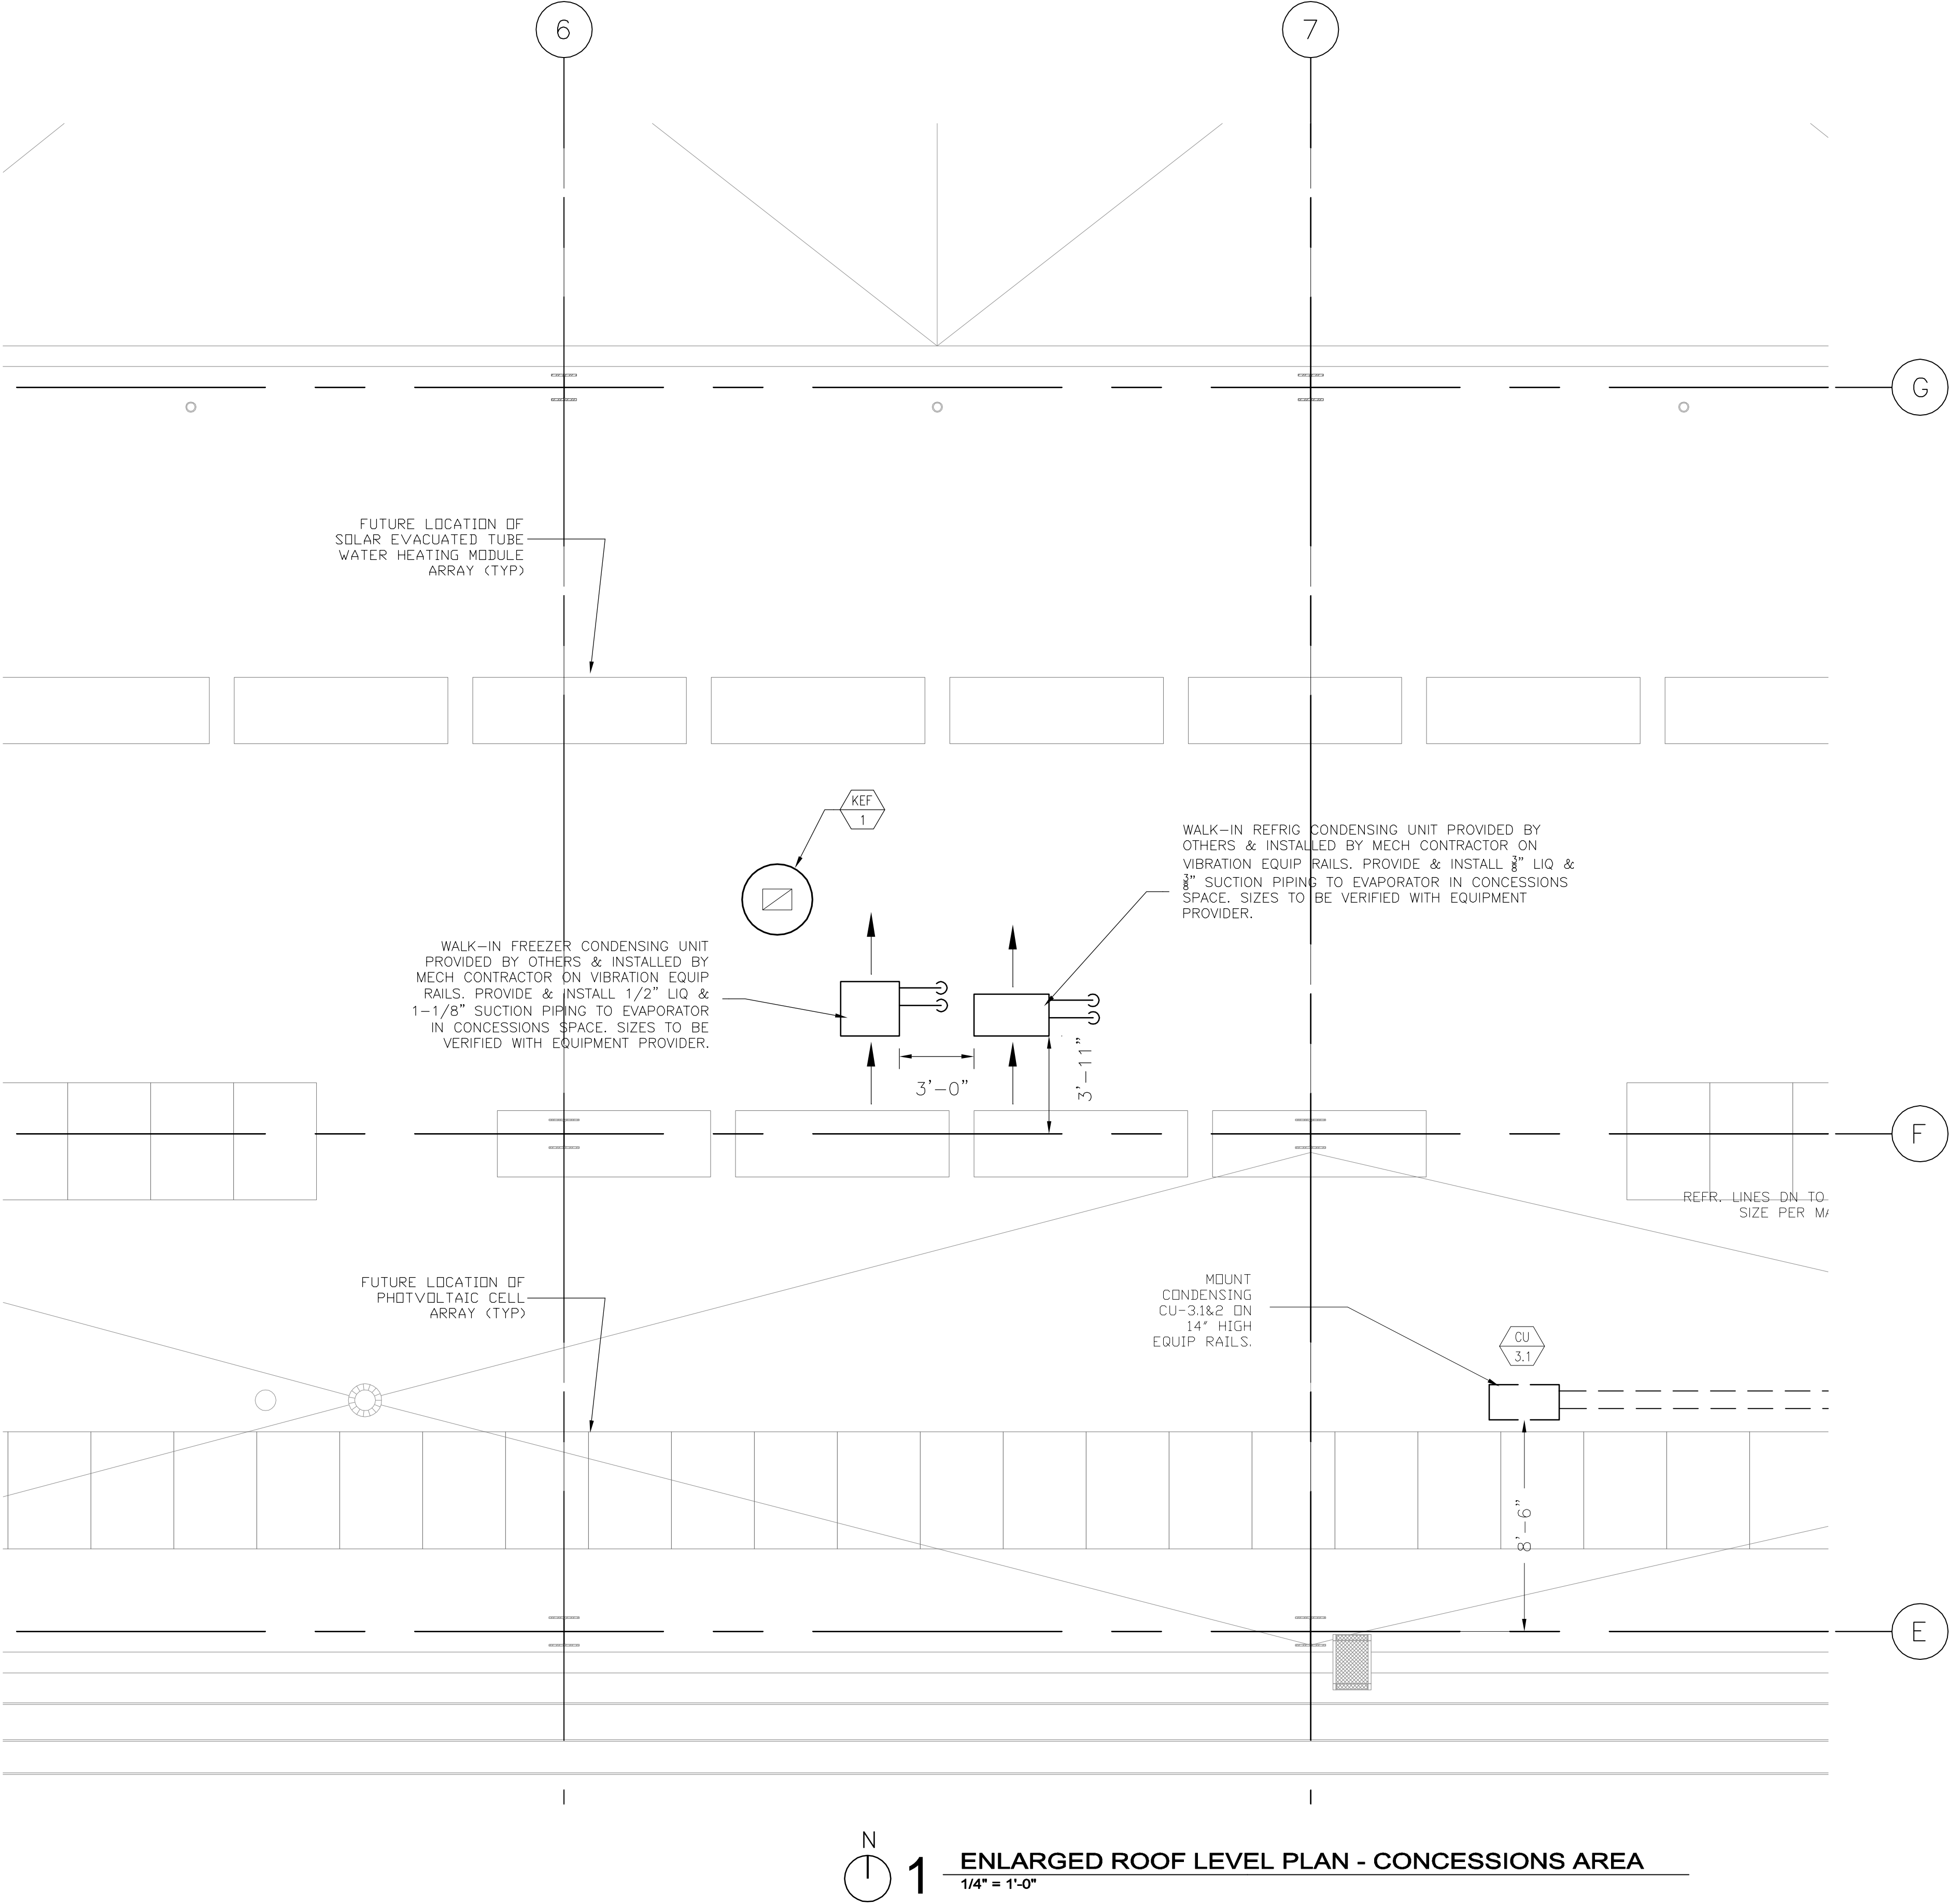 6
7
G
FUTURE LOCATION OF
SOLAR EVACUATED TUBE
WATER HEATING MODULE
ARRAY (TYP)
KEF
1
WALK-IN REFRIG CONDENSING UNIT PROVIDED BY
OTHERS & INSTALLED BY MECH CONTRACTOR ON
VIBRATION EQUIP RAILS. PROVIDE & INSTALL 3/8" LIQ &
3/8" SUCTION PIPING TO EVAPORATOR IN CONCESSIONS
SPACE. SIZES TO BE VERIFIED WITH EQUIPMENT
PROVIDER.
WALK-IN FREEZER CONDENSING UNIT
PROVIDED BY OTHERS & INSTALLED BY
MECH CONTRACTOR ON VIBRATION EQUIP
RAILS. PROVIDE & INSTALL 1/2" LIQ &
1-1/8" SUCTION PIPING TO EVAPORATOR
IN CONCESSIONS SPACE. SIZES TO BE
VERIFIED WITH EQUIPMENT PROVIDER.
3'-0"
3'-11"
F
REFR. LINES DN TO
SIZE PER MA
FUTURE LOCATION OF
PHOTVOLTAIC CELL
ARRAY (TYP)
MOUNT
CONDENSING
CU-3.1&2 ON
14" HIGH
EQUIP RAILS.
CU
3.1
8'-6"
E
N
1 ENLARGED ROOF LEVEL PLAN - CONCESSIONS AREA
1/4" = 1'-0"